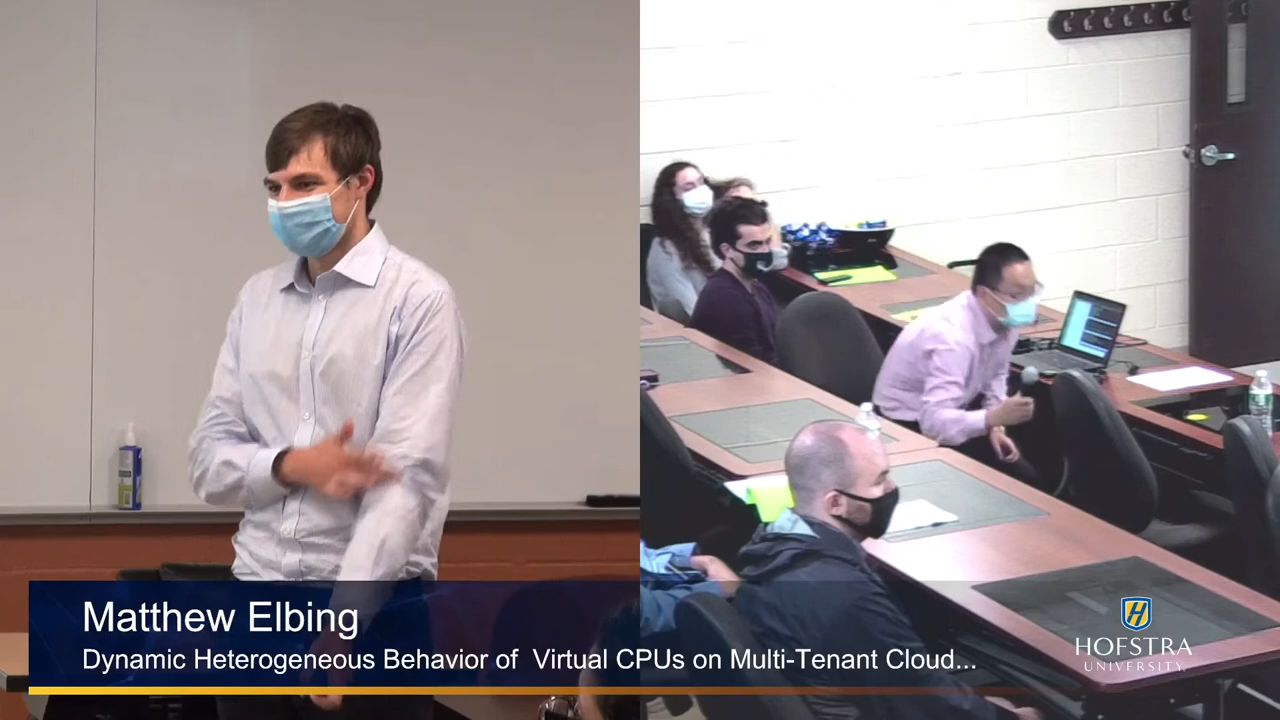 Matthew Elbing
Dynamic Heterogeneous Behavior of  Virtual CPUs on Multi-Tenant Cloud...
H
HOFSTRA
UNIVERSITY